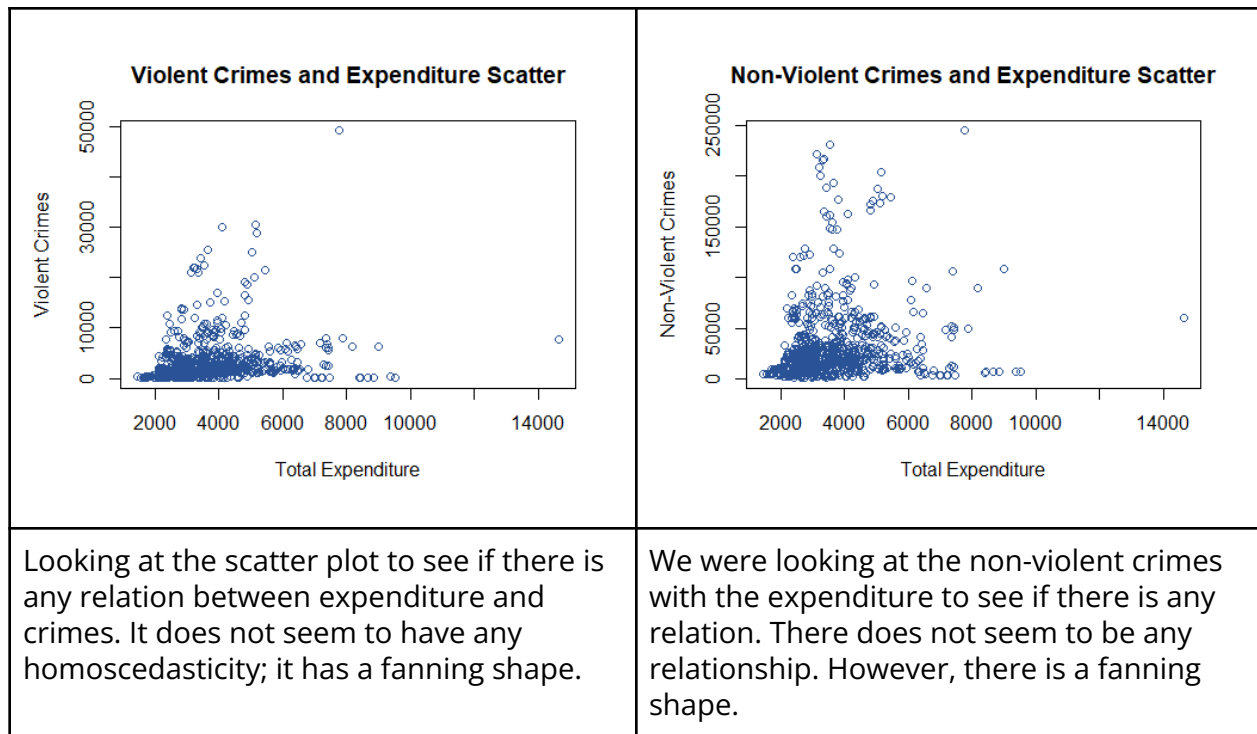 Violent Crimes and Expenditure Scatter
50000
30000
10000
0
Violent Crimes
2000 4000 6000 8000 10000 14000
Total Expenditure
Non-Violent Crimes and Expenditure Scatter
250000
150000
50000
0
Non-Violent Crimes
2000 4000 6000 8000 10000 14000
Total Expenditure
Looking at the scatter plot to see if there is
any relation between expenditure and
crimes. It does not seem to have any
homoscedasticity; it has a fanning shape.
We were looking at the non-violent crimes
with the expenditure to see if there is any
relation. There does not seem to be any
relationship. However, there is a fanning
shape.